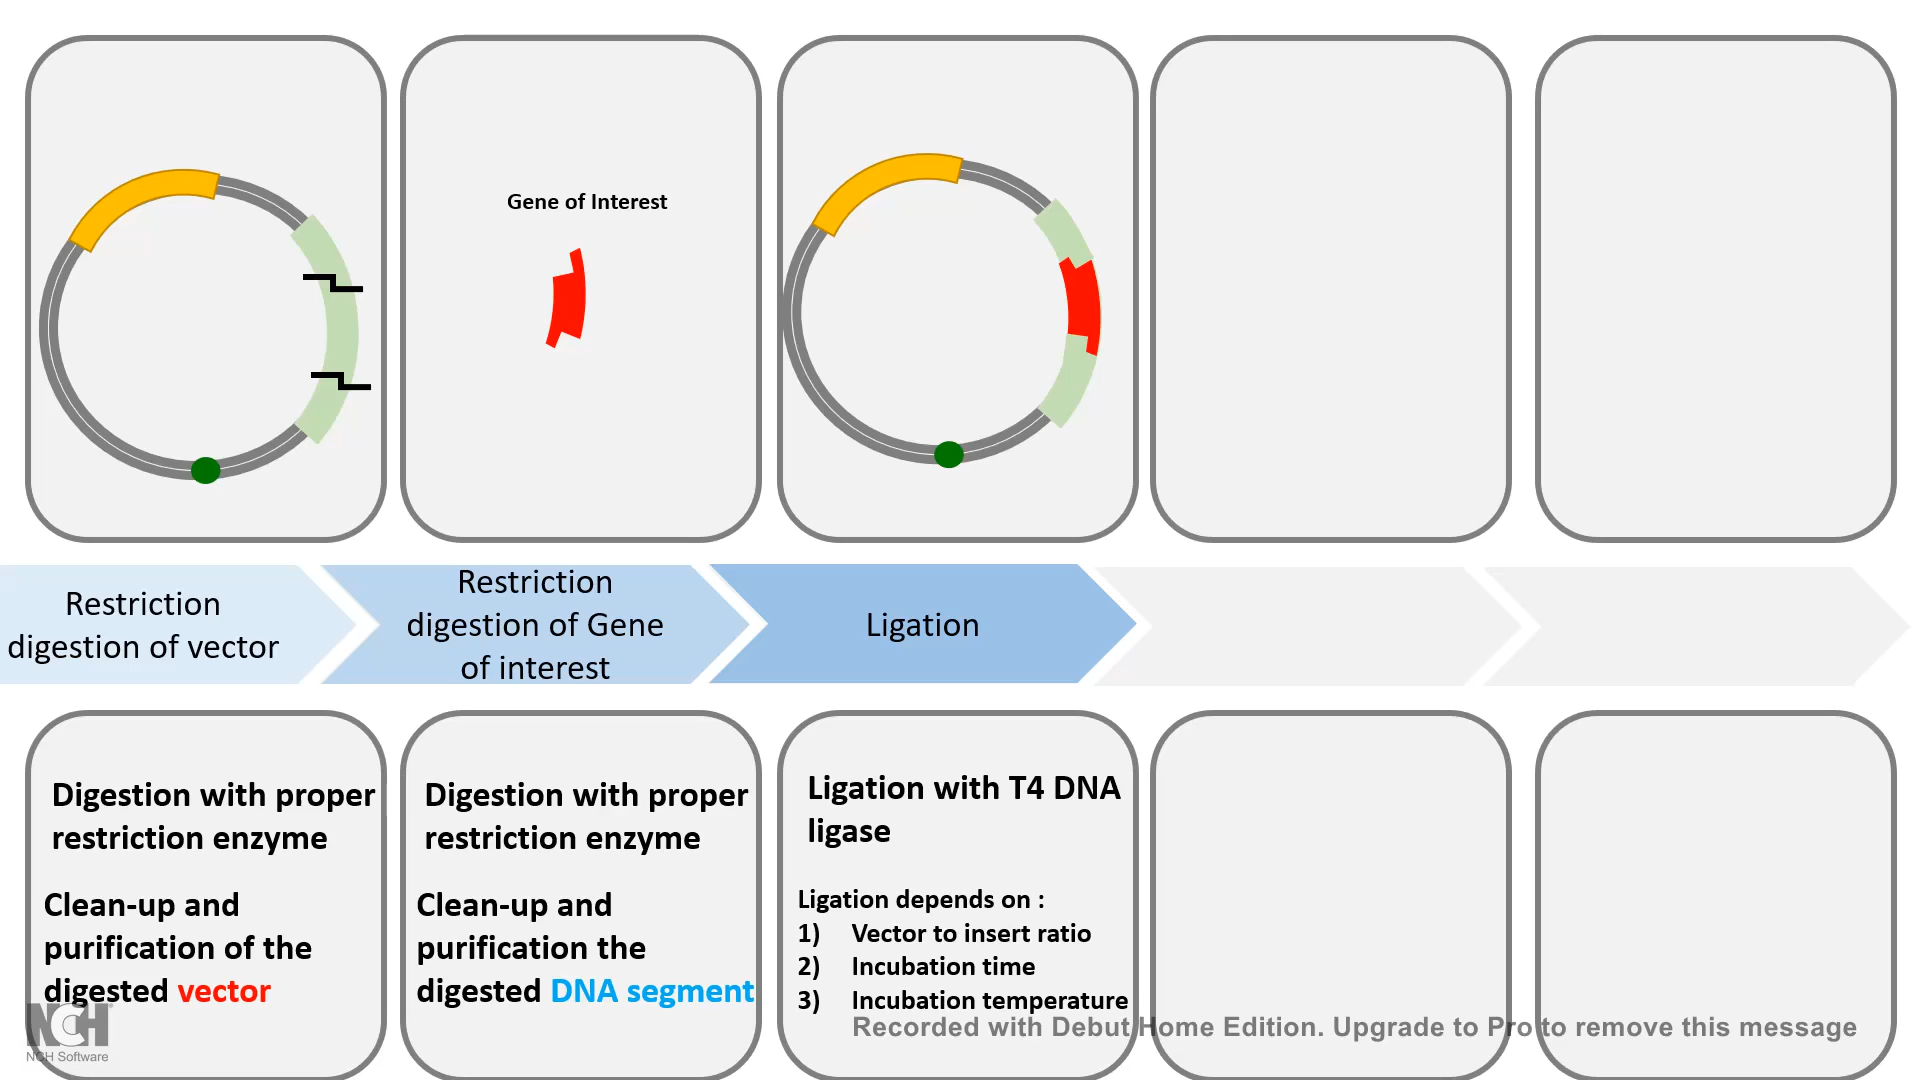 Gene of Interest
Restriction
digestion of vector
Restriction
digestion of Gene
of interest
Ligation
Digestion with proper
restriction enzyme
Clean-up and
purification of the
digested vector
Digestion with proper
restriction enzyme
Clean-up and
purification the
digested DNA segment
Ligation with T4 DNA
ligase
Ligation depends on :
1) Vector to insert ratio
2) Incubation time
3) Incubation temperature
NCH
NCH Software
Recorded with Debut Home Edition. Upgrade to Pro to remove this message